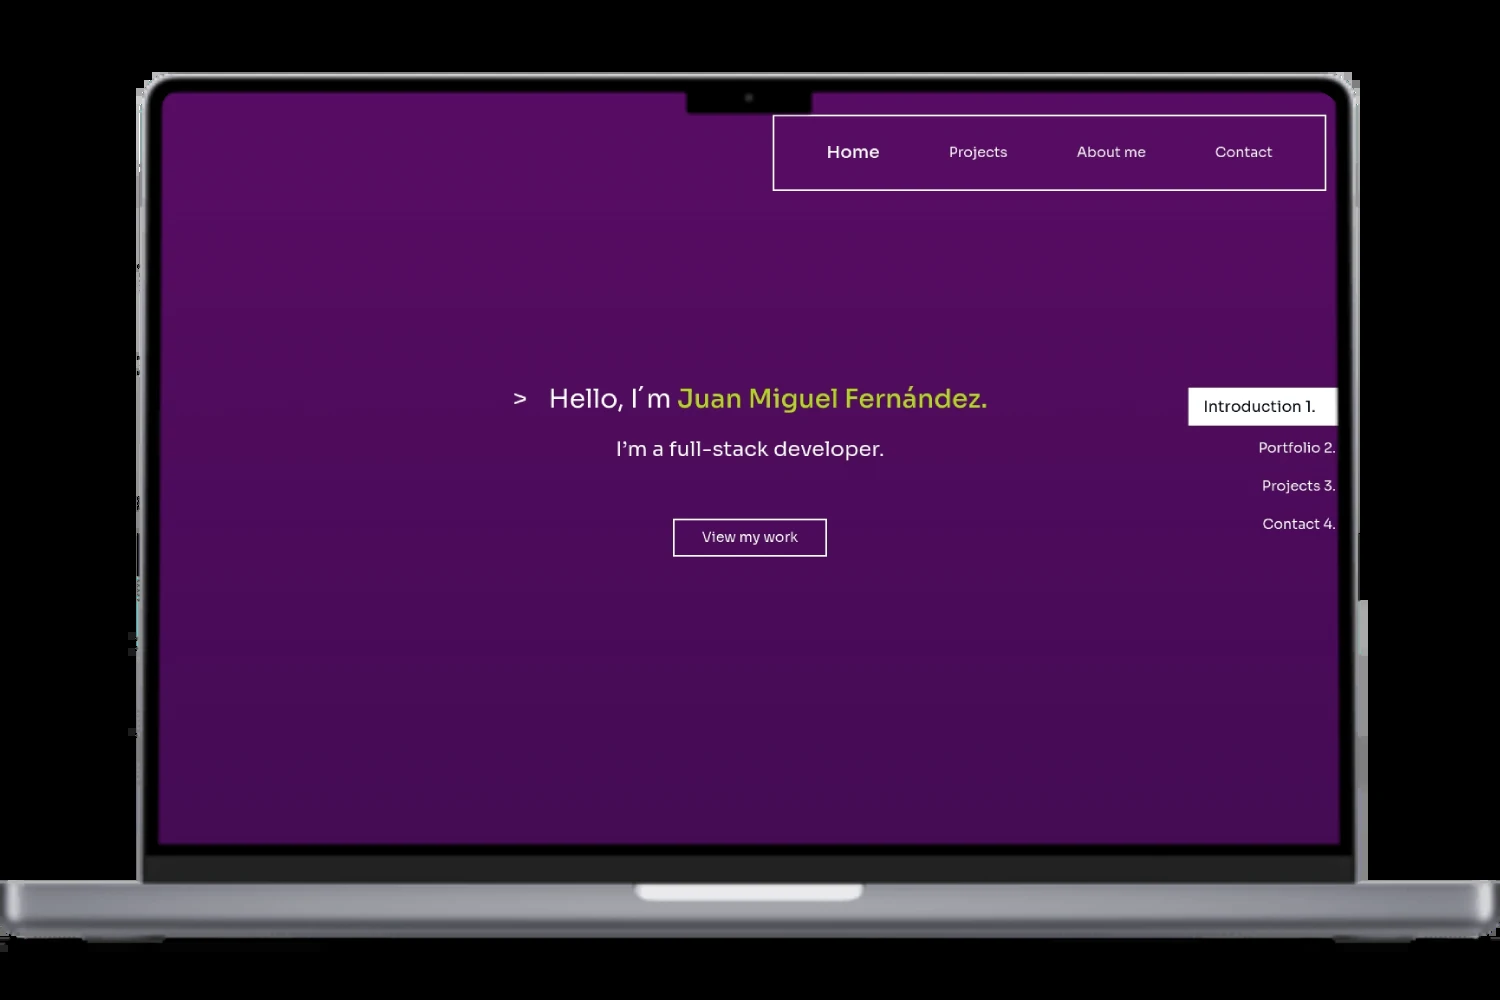 Home Projects About me Contact
> Hello, I´m Juan Miguel Fernández.
I’m a full-stack developer.
View my work
Introduction 1.
Portfolio 2.
Projects 3.
Contact 4.